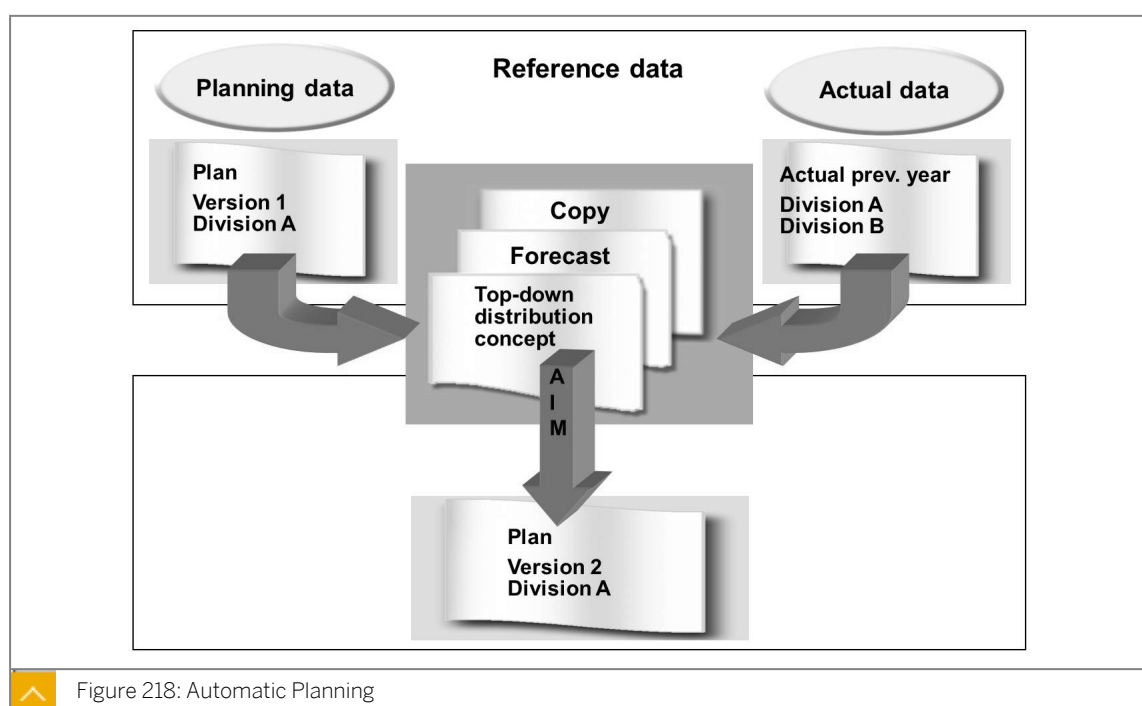 Reference data
Planning data
Plan
Version 1
Division A
Actual data
Actual prev. year
Division A
Division B
Copy
Forecast
Top-down
distribution
concept
A
I
M
Plan
Version 2
Division A
Figure 218: Automatic Planning